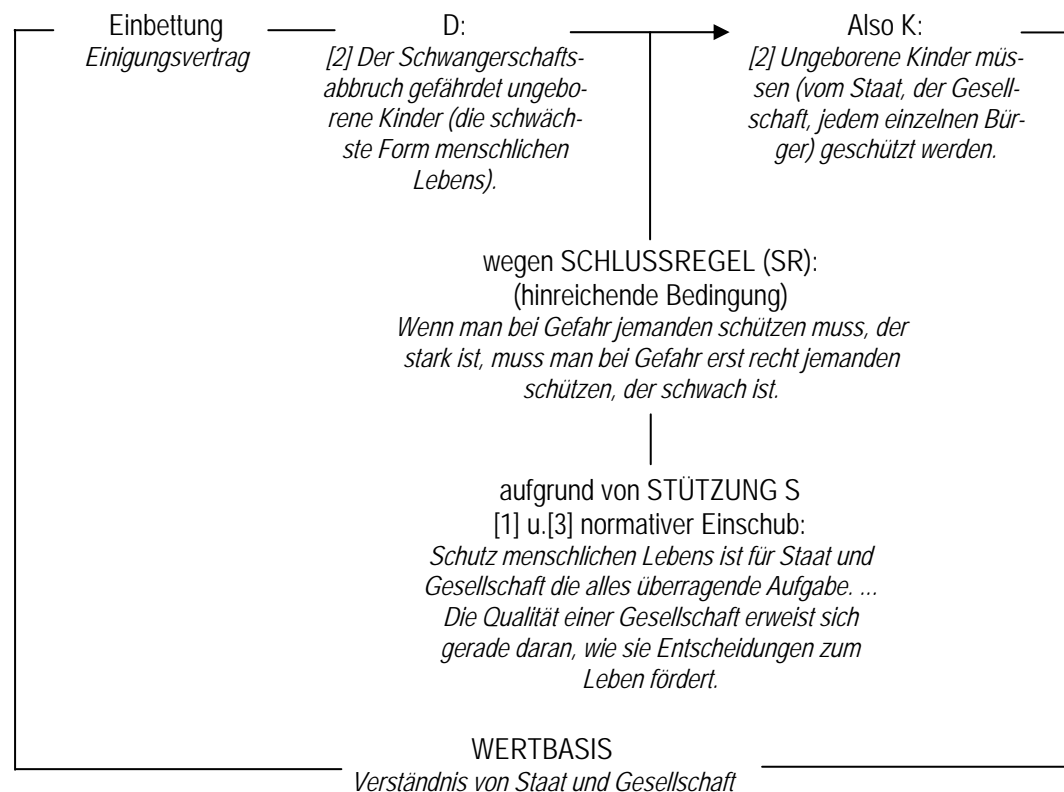 Einbettung
Einigungsvertrag
D:
[2] Der Schwangerschafts-
abbruch gefährdet ungebo-
rene Kinder (die schwäch-
ste Form menschlichen
Lebens).
Also K:
[2] Ungeborene Kinder müs-
sen (vom Staat, der Gesell-
schaft, jedem einzelnen Bür-
ger) geschützt werden.
wegen SCHLUSSREGEL (SR):
(hinreichende Bedingung)
Wenn man bei Gefahr jemanden schützen muss, der
stark ist, muss man bei Gefahr erst recht jemanden
schützen, der schwach ist.
aufgrund von STÜTZUNG S
[1] u.[3] normativer Einschub:
Schutz menschlichen Lebens ist für Staat und
Gesellschaft die alles überragende Aufgabe. ...
Die Qualität einer Gesellschaft erweist sich
gerade daran, wie sie Entscheidungen zum
Leben fördert.
WERTBASIS
Verständnis von Staat und Gesellschaft